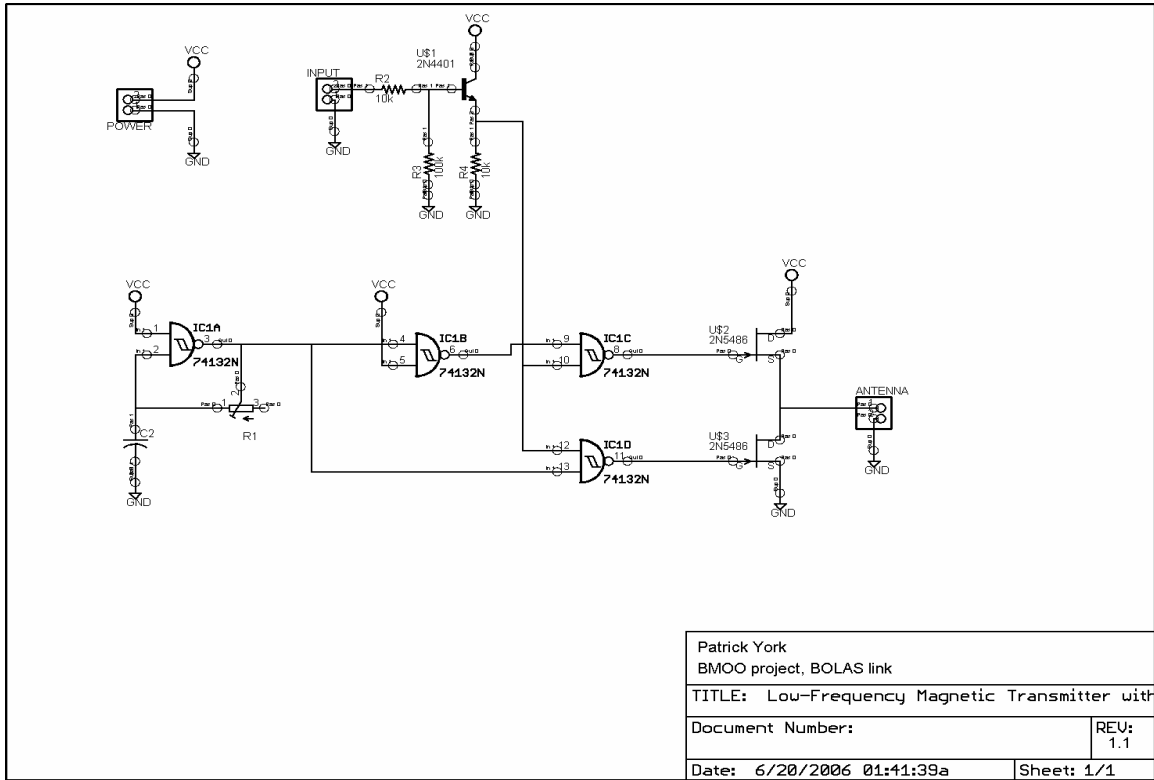 VCC
POWER
GND
INPUT
R2
10k
U$1
2N4401
VCC
R3
100k
GND
R4
10k
GND
GND
VCC
1
2
IC1A
3
74132N
VCC
4
5
IC1B
6
74132N
9
10
IC1C
8
74132N
VCC
U$2
2N5486
G
D
S
1
2
3
R1
C2
GND
12
13
IC1D
11
74132N
U$3
2N5486
G
D
S
GND
ANTENNA
GND
Patrick York
BMOO project, BOLAS link
TITLE: Low-Frequency Magnetic Transmitter with
Document Number:
REV:
1.1
Date: 6/20/2006 01:41:39a
Sheet: 1/1